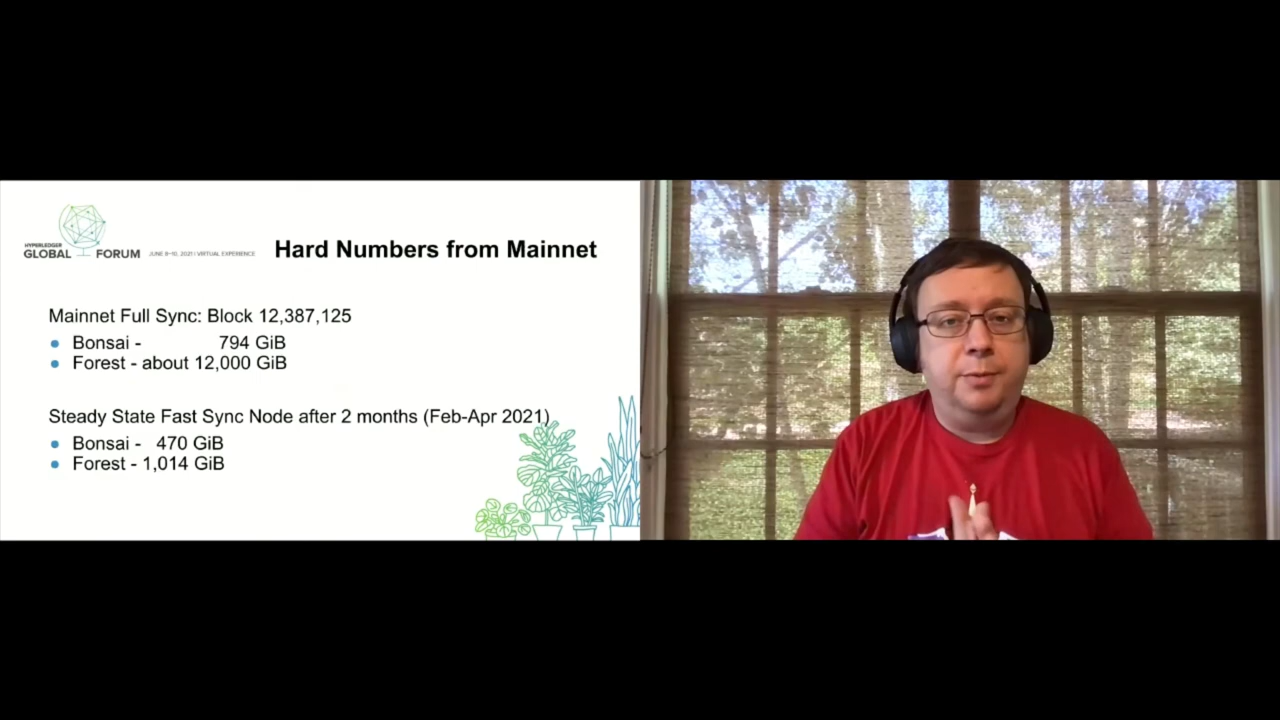 HYPERLEDGER
GLOBAL FORUM JUNE 8-10, 2021 | VIRTUAL EXPERIENCE
Hard Numbers from Mainnet
Mainnet Full Sync: Block 12,387,125
Bonsai - 794 GiB
Forest - about 12,000 GiB
Steady State Fast Sync Node after 2 months (Feb-Apr 2021)
Bonsai - 470 GiB
Forest - 1,014 GiB